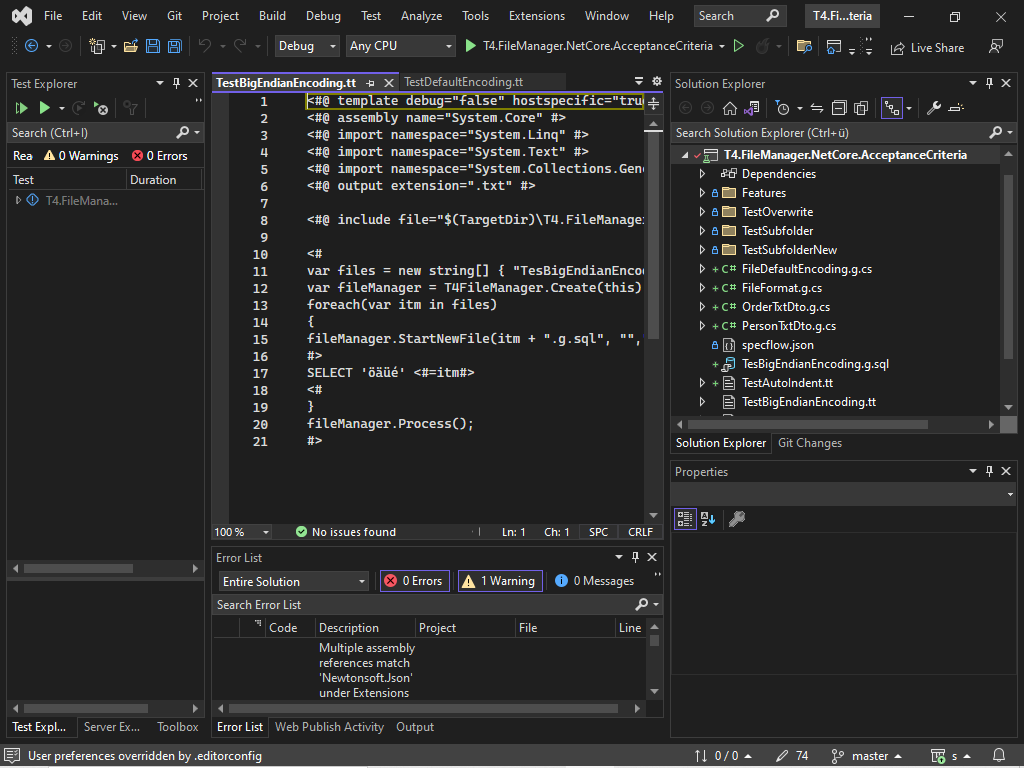 File Edit View Git Project Build Debug Test Analyze Tools Extensions Window Help Search T4.Fi...teria
Debug Any CPU T4.FileManager.NetCore.AcceptanceCriteria Live Share
Test Explorer
Search (Ctrl+I)
Rea 0 Warnings 0 Errors
Test Duration
T4.FileMana...
Test Expl... Server Ex... Toolbox
TestBigEndianEncoding.tt TestDefaultEncoding.tt
1 <#@ template debug="false" hostspecific="tru
2 <#@ assembly name="System.Core" #>
3 <#@ import namespace="System.Linq" #>
4 <#@ import namespace="System.Text" #>
5 <#@ import namespace="System.Collections.Gene
6 <#@ output extension=".txt" #>
7
8 <#@ include file="$(TargetDir)\T4.FileManager
9
10 <#
11 var files = new string[] { "TesBigEndianEnco
12 var fileManager = T4FileManager.Create(this)
13 foreach(var itm in files)
14 {
15 fileManager.StartNewFile(itm + ".g.sql", "",
16 #>
17 SELECT 'öäüé' <#=itm#>
18 <#
19 }
20 fileManager.Process();
21 #>
100 % No issues found Ln: 1 Ch: 1 SPC CRLF
Error List
Entire Solution 0 Errors 1 Warning 0 Messages
Search Error List
Code Description Project File Line
Multiple assembly
references match
'Newtonsoft.Json'
under Extensions
Error List Web Publish Activity Output
Solution Explorer
Search Solution Explorer (Ctrl+ü)
T4.FileManager.NetCore.AcceptanceCriteria
Dependencies
Features
TestOverwrite
TestSubfolder
TestSubfolderNew
C# FileDefaultEncoding.g.cs
C# FileFormat.g.cs
C# OrderTxtDto.g.cs
C# PersonTxtDto.g.cs
specflow.json
TesBigEndianEncoding.g.sql
TestAutoIndent.tt
TestBigEndianEncoding.tt
Solution Explorer Git Changes
Properties
User preferences overridden by .editorconfig 0 / 0 74 master s